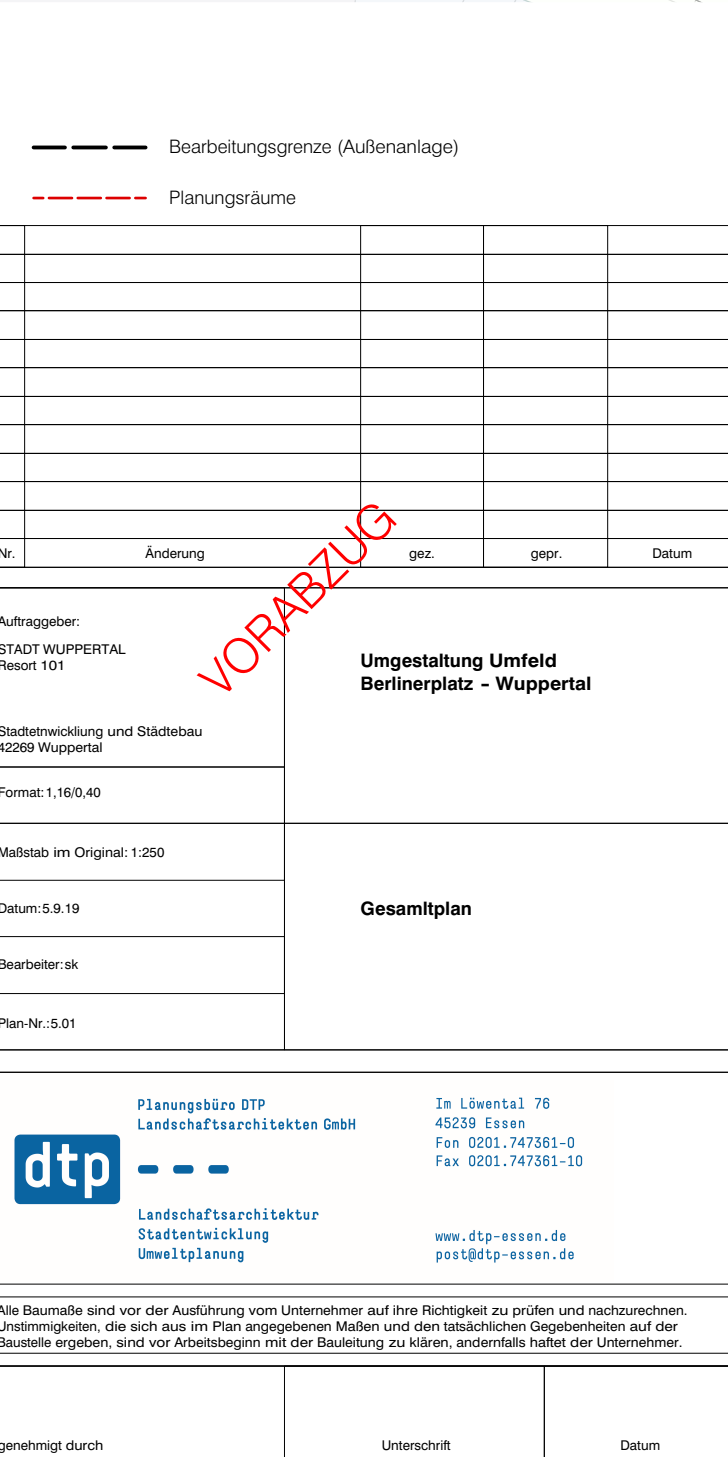 Bearbeitungsgrenze (Außenanlage)
Planungsräume
Nr. Änderung gez. gepr. Datum
VORABZUG
Auftraggeber:
STADT WUPPERTAL
Resort 101
Stadtetnwickliung und Städtebau
42269 Wuppertal
Umgestaltung Umfeld
Berlinerplatz - Wuppertal
Format: 1,16/0,40
Maßstab im Original: 1:250
Datum: 5.9.19
Bearbeiter: sk
Plan-Nr.: 5.01
Gesamltplan
dtp
Planungsbüro DTP
Landschaftsarchitekten GmbH
Landschaftsarchitektur
Stadtentwicklung
Umweltplanung
Im Löwental 76
45239 Essen
Fon 0201.747361-0
Fax 0201.747361-10
www.dtp-essen.de
post@dtp-essen.de
Alle Baumaße sind vor der Ausführung vom Unternehmer auf ihre Richtigkeit zu prüfen und nachzurechnen.
Unstimmigkeiten, die sich aus im Plan angegebenen Maßen und den tatsächlichen Gegebenheiten auf der
Baustelle ergeben, sind vor Arbeitsbeginn mit der Bauleitung zu klären, andernfalls haftet der Unternehmer.
genehmigt durch Unterschrift Datum